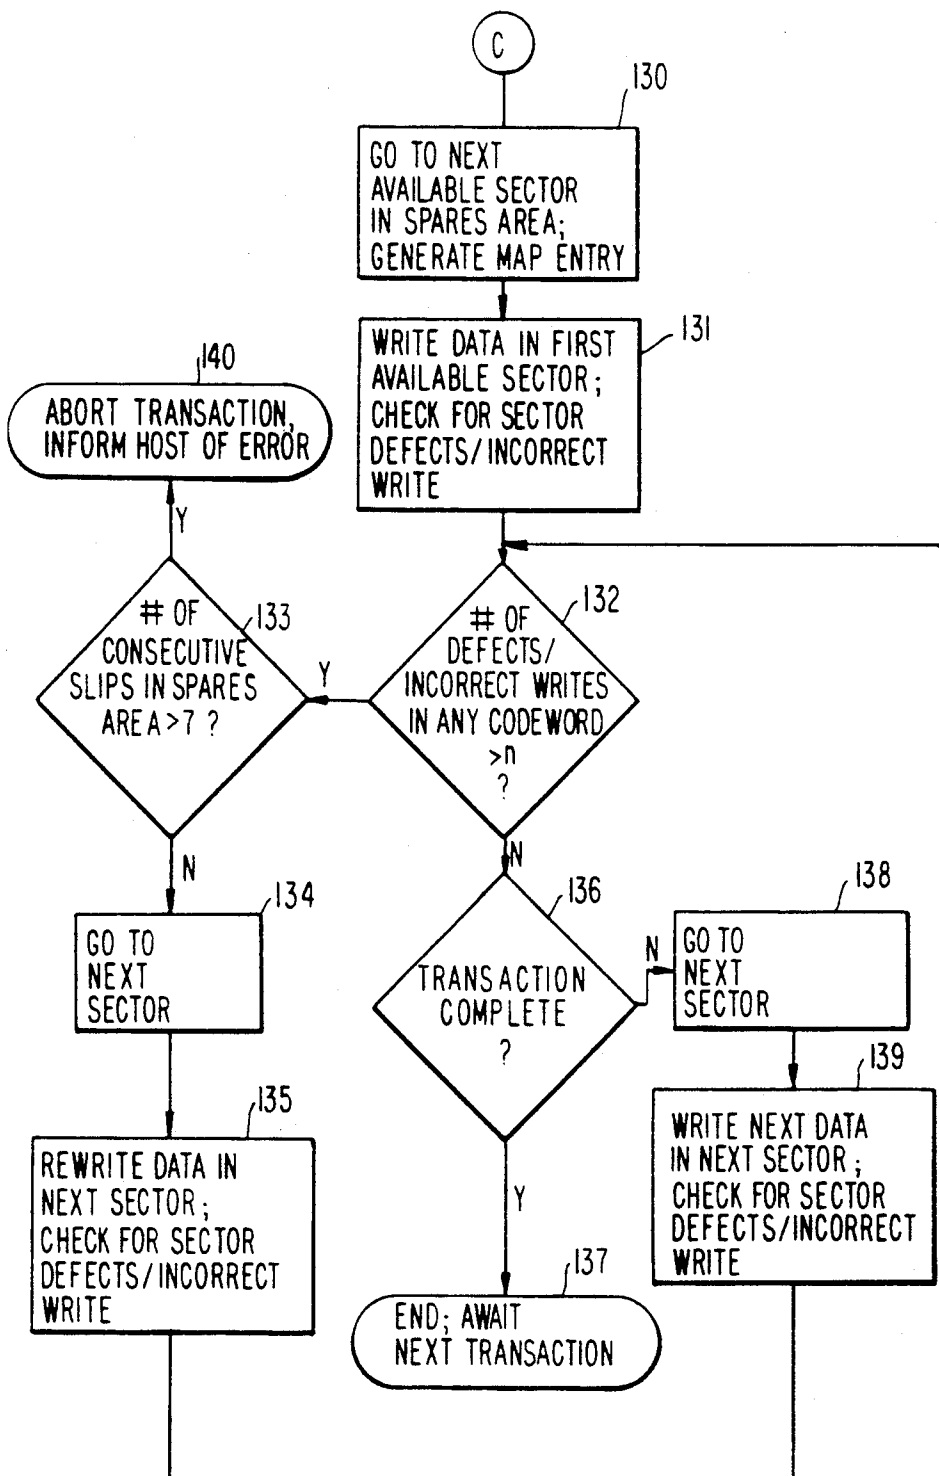 C
130
GO TO NEXT
AVAILABLE SECTOR
IN SPARES AREA;
GENERATE MAP ENTRY
131
WRITE DATA IN FIRST
AVAILABLE SECTOR;
CHECK FOR SECTOR
DEFECTS/INCORRECT
WRITE
140
ABORT TRANSACTION,
INFORM HOST OF ERROR
Y
133
# OF
CONSECUTIVE
SLIPS IN SPARES
AREA >7 ?
Y
132
# OF
DEFECTS/
INCORRECT WRITES
IN ANY CODEWORD
>n
?
N
N
134
GO TO
NEXT
SECTOR
136
TRANSACTION
COMPLETE
?
N
138
GO TO
NEXT
SECTOR
135
REWRITE DATA IN
NEXT SECTOR;
CHECK FOR SECTOR
DEFECTS/INCORRECT
WRITE
Y
139
WRITE NEXT DATA
IN NEXT SECTOR;
CHECK FOR SECTOR
DEFECTS/INCORRECT
WRITE
137
END; AWAIT
NEXT TRANSACTION